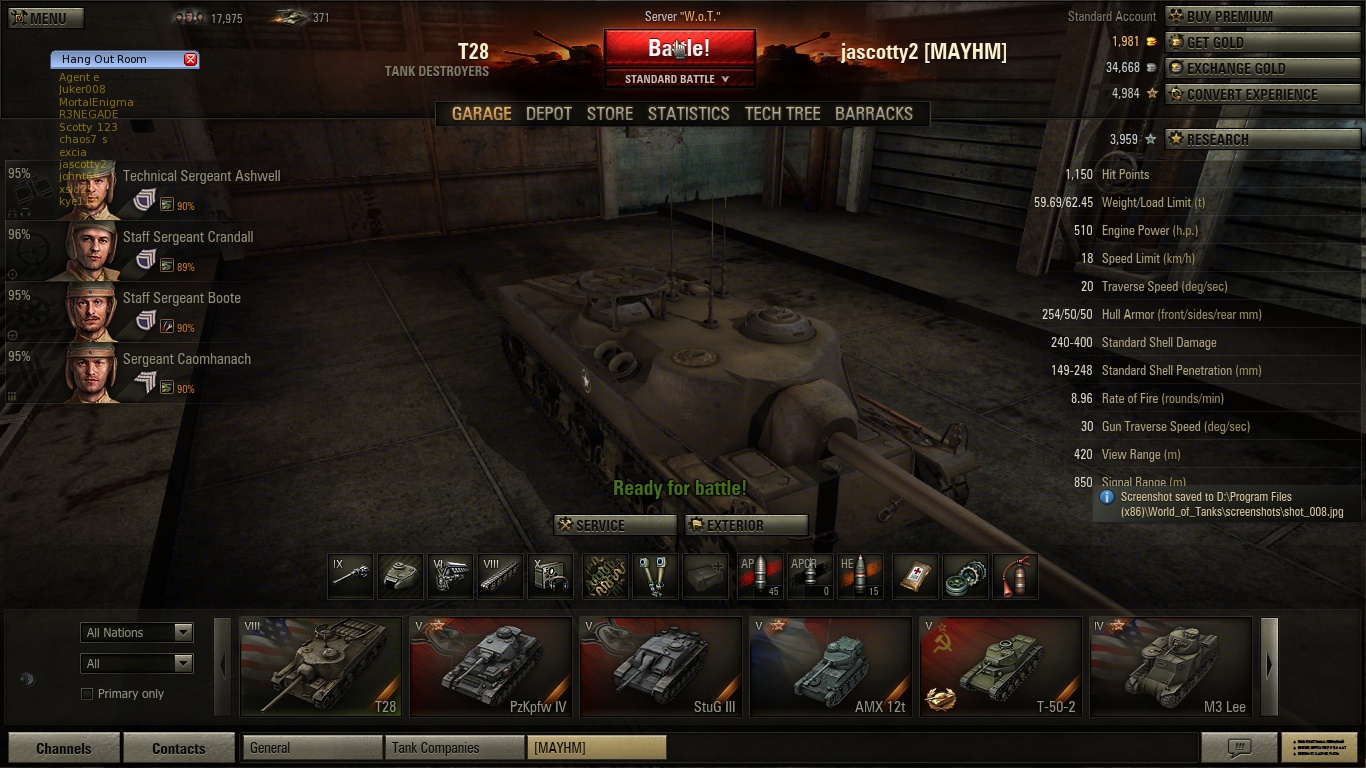 MENU
17,975
371
Server "W.o.T."
Standard Account
BUY PREMIUM
Hang Out Room
T28
TANK DESTROYERS
Battle!
STANDARD BATTLE
jascotty2 [MAYHM]
1,981
GET GOLD
34,668
EXCHANGE GOLD
4,984
CONVERT EXPERIENCE
Agent e
Juker008
MortalEnigma
R3NEGADE
Scotty 123
chaos7 s
excia
jascotty2
GARAGE DEPOT STORE STATISTICS TECH TREE BARRACKS
3,959
RESEARCH
95%
Technical Sergeant Ashwell
90%
96%
Staff Sergeant Crandall
89%
95%
Staff Sergeant Boote
90%
95%
Sergeant Caomhanach
90%
1,150 Hit Points
59.69/62.45 Weight/Load Limit (t)
510 Engine Power (h.p.)
18 Speed Limit (km/h)
20 Traverse Speed (deg/sec)
254/50/50 Hull Armor (front/sides/rear mm)
240-400 Standard Shell Damage
149-248 Standard Shell Penetration (mm)
8.96 Rate of Fire (rounds/min)
30 Gun Traverse Speed (deg/sec)
420 View Range (m)
850 Signal Range (m)
Screenshot saved to D:\Program Files
(x86)\World_of_Tanks\screenshots\shot_008.jpg
Ready for battle!
SERVICE
EXTERIOR
IX
VIII
X
AP
45
APCR
0
HE
15
All Nations
All
Primary only
VIII
T28
V
PzKpfw IV
V
StuG III
V
AMX 12t
V
T-50-2
IV
M3 Lee
Channels
Contacts
General
Tank Companies
[MAYHM]